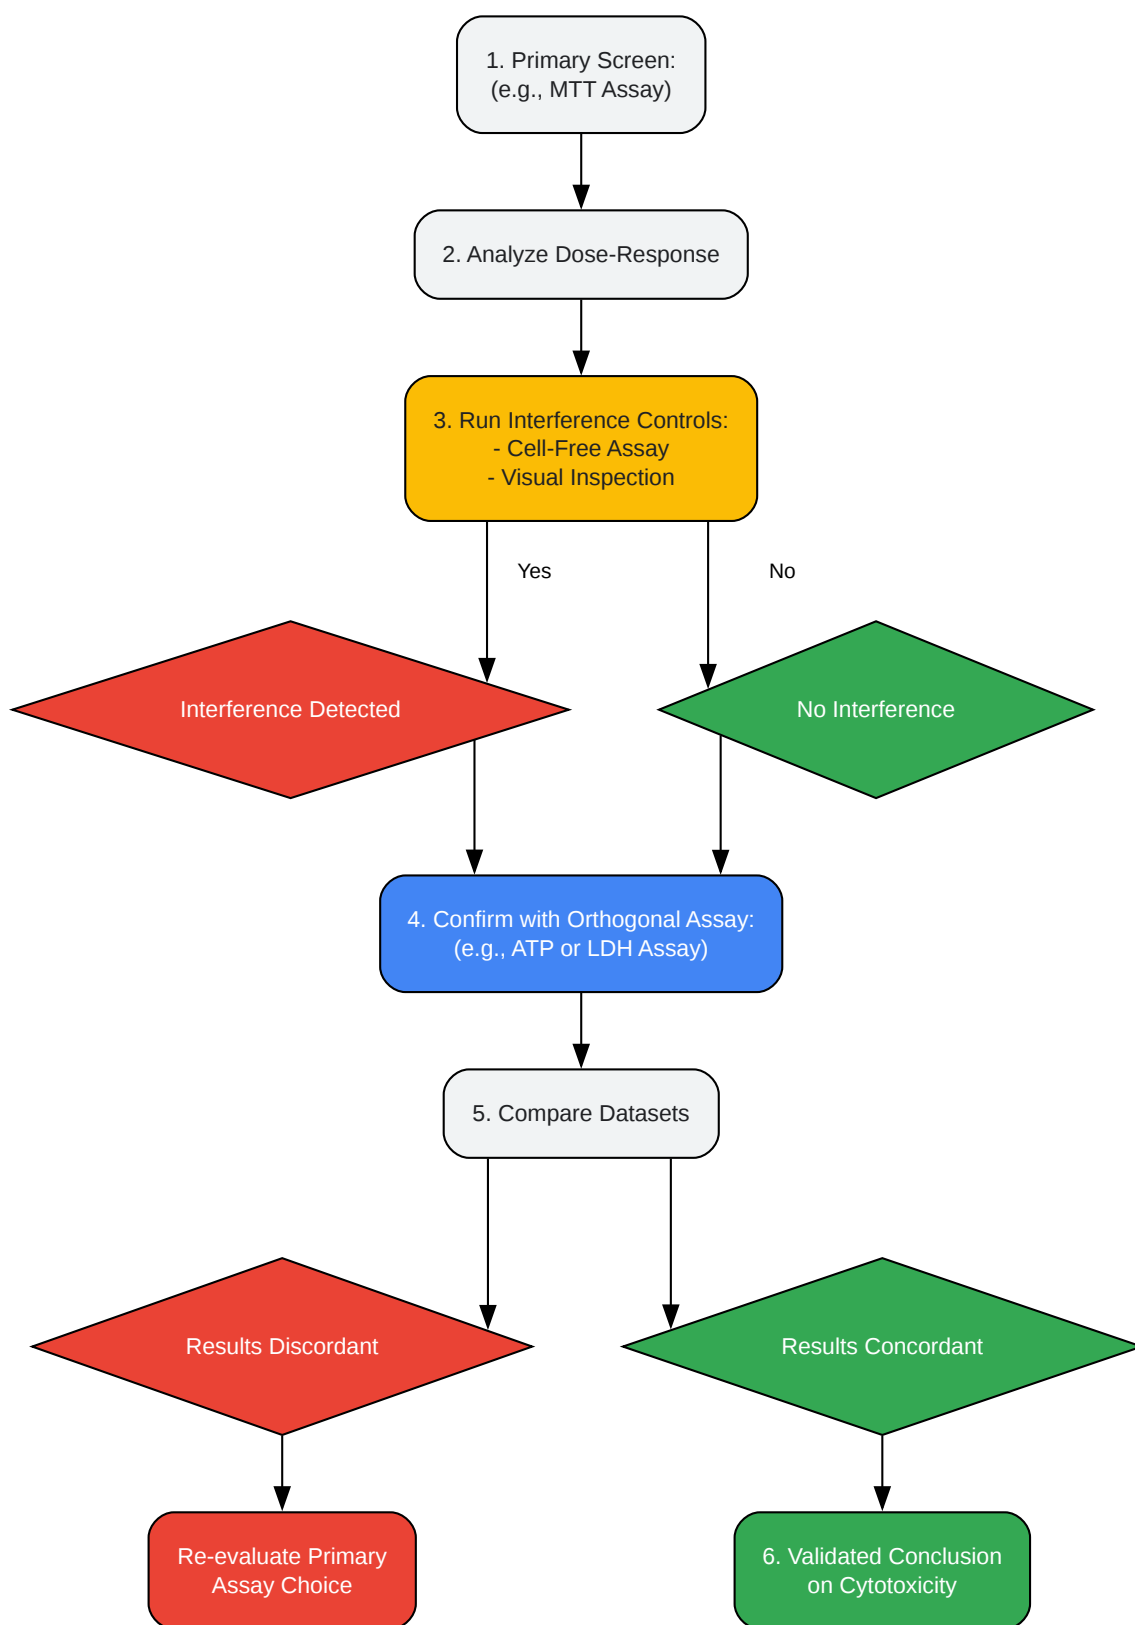 1. Primary Screen:
(e.g., MTT Assay)
2. Analyze Dose-Response
3. Run Interference Controls:
- Cell-Free Assay
- Visual Inspection
Yes
No
Interference Detected
No Interference
4. Confirm with Orthogonal Assay:
(e.g., ATP or LDH Assay)
5. Compare Datasets
Results Discordant
Results Concordant
Re-evaluate Primary
Assay Choice
6. Validated Conclusion
on Cytotoxicity